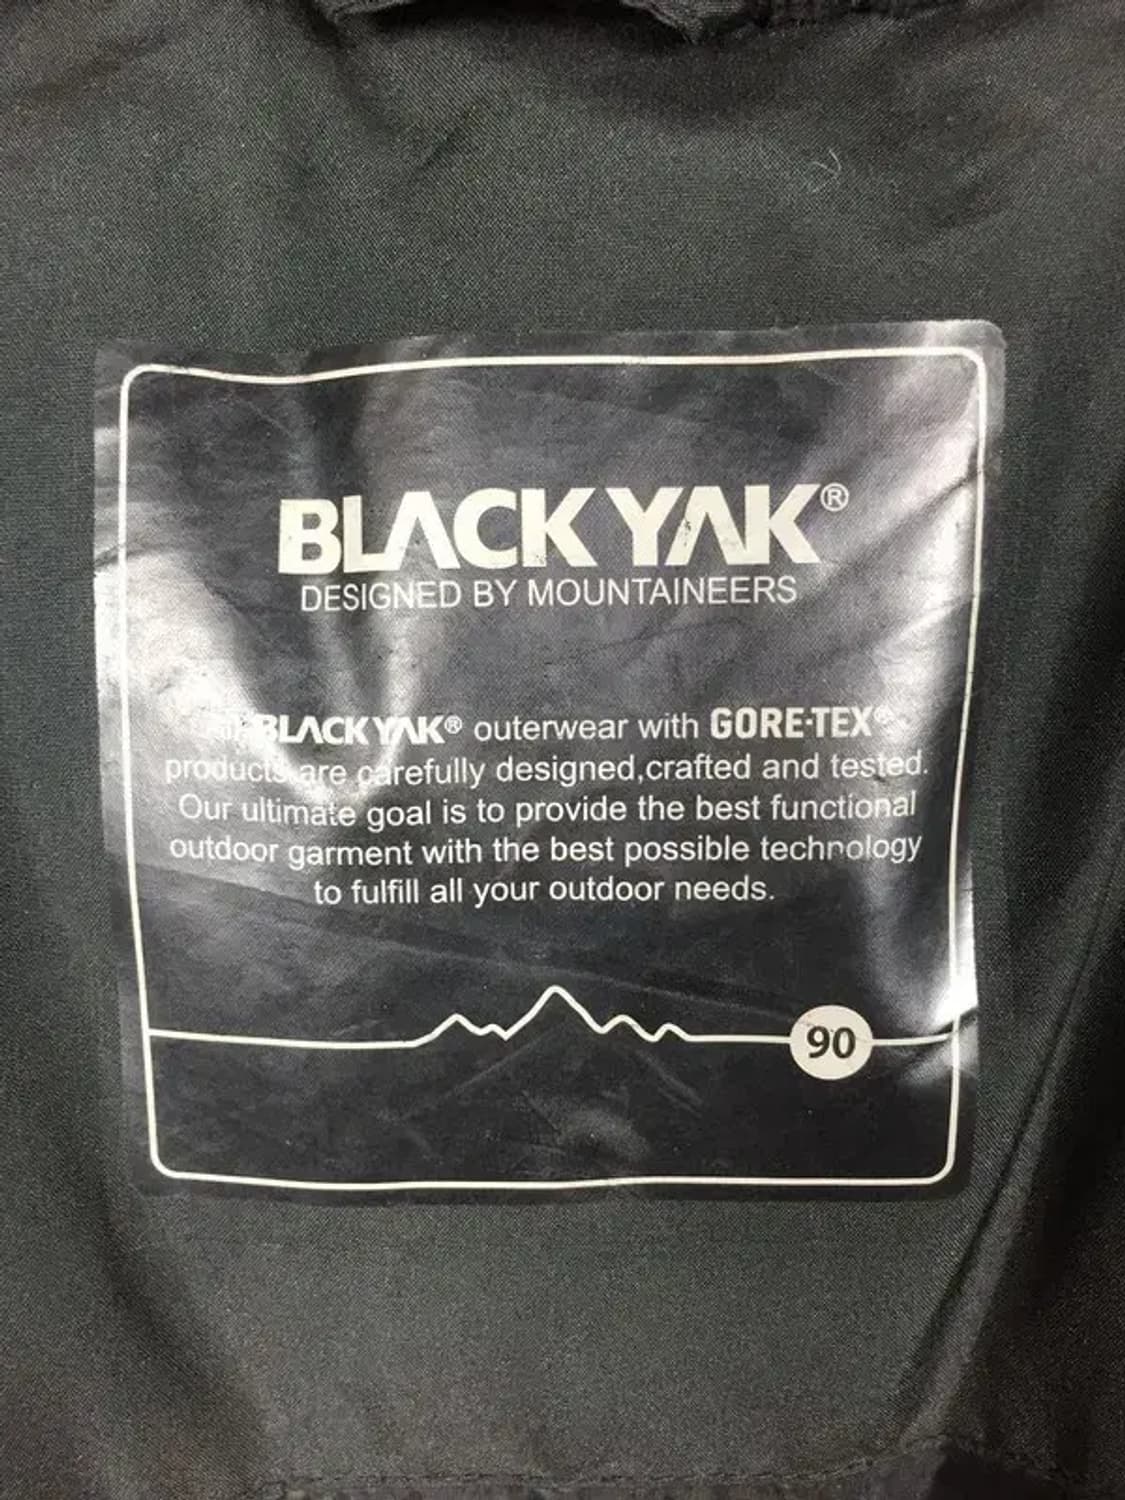 BLACKYAK®
DESIGNED BY MOUNTAINEERS
BLACKYAK® outerwear with GORE-TEX®
products are carefully designed,crafted and tested.
Our ultimate goal is to provide the best functional
outdoor garment with the best possible technology
to fulfill all your outdoor needs.
90